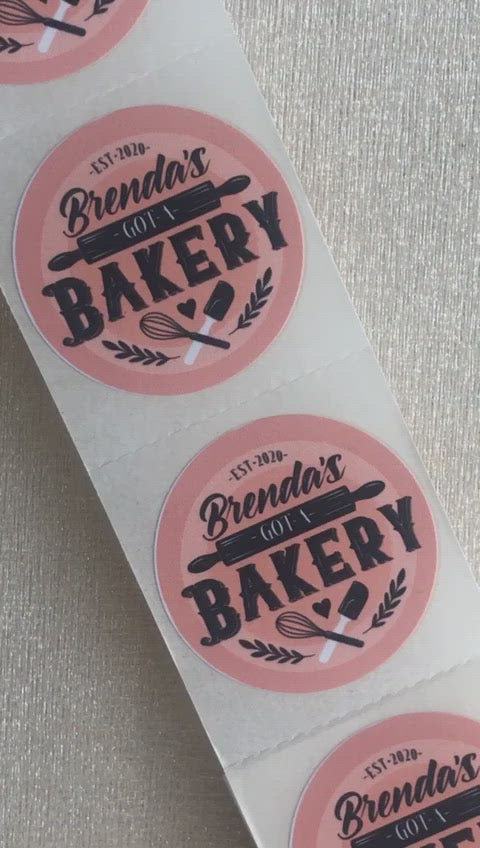 -EST·2020-
Brenda's
-GOT·A-
BAKERY
-EST·2020-
Brenda's
-GOT·A-
BAKERY
-EST·2020-
Brenda's
-GOT·A-